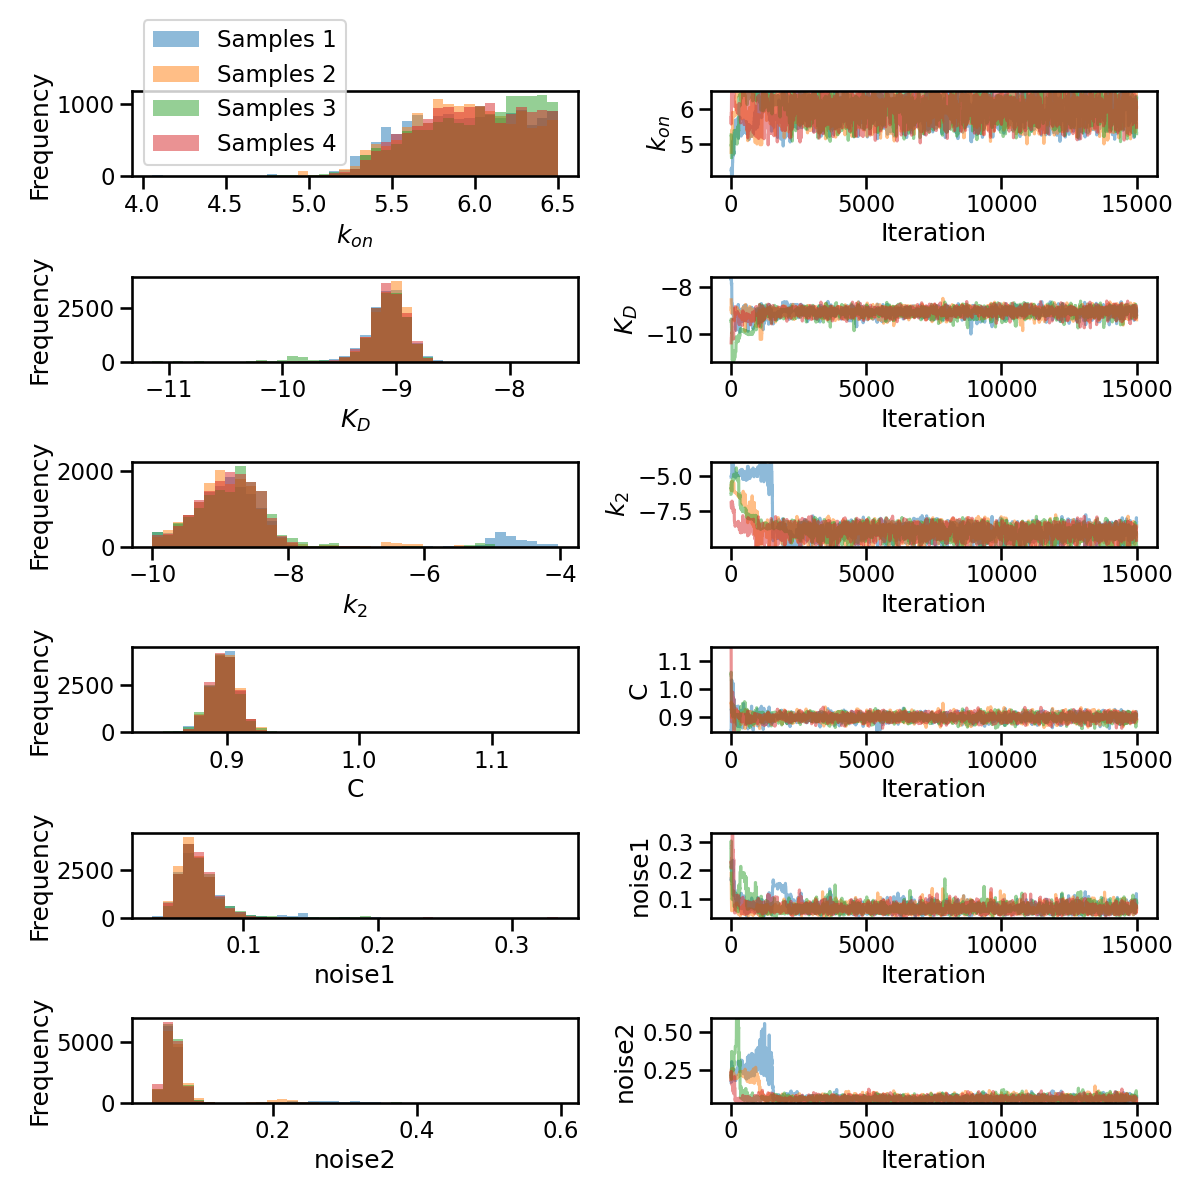 Samples 1
Samples 2
Samples 3
Samples 4
Frequency
1000
0
4.0 4.5 5.0 5.5 6.0 6.5
k_on
k_on
6
5
0 5000 10000 15000
Iteration
Frequency
2500
0
−11 −10 −9 −8
K_D
K_D
−8
−10
0 5000 10000 15000
Iteration
Frequency
2000
0
−10 −8 −6 −4
k_2
k_2
−5.0
−7.5
0 5000 10000 15000
Iteration
Frequency
2500
0
0.9 1.0 1.1
C
C
1.1
1.0
0.9
0 5000 10000 15000
Iteration
Frequency
2500
0
0.1 0.2 0.3
noise1
noise1
0.3
0.2
0.1
0 5000 10000 15000
Iteration
Frequency
5000
0
0.2 0.4 0.6
noise2
noise2
0.50
0.25
0 5000 10000 15000
Iteration